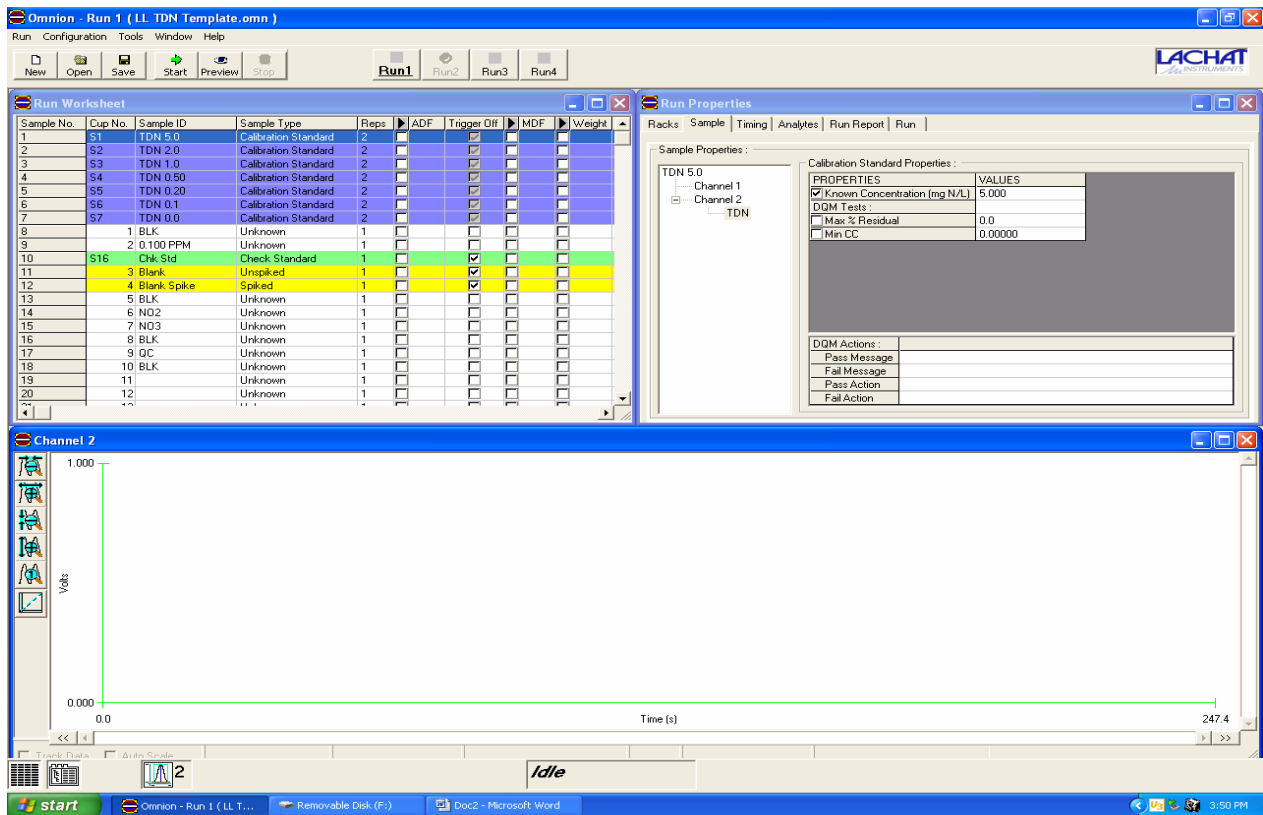 Omnion - Run 1 ( LL TDN Template.omn )
Run Configuration Tools Window Help
New Open Save Start Preview Stop Run1 Run2 Run3 Run4
LACHAT
INSTRUMENTS
Run Worksheet
Sample No. Cup No. Sample ID Sample Type Reps ADF Trigger Off MDF Weight
1 S1 TDN 5.0 Calibration Standard 2
2 S2 TDN 2.0 Calibration Standard 2
3 S3 TDN 1.0 Calibration Standard 2
4 S4 TDN 0.50 Calibration Standard 2
5 S5 TDN 0.20 Calibration Standard 2
6 S6 TDN 0.1 Calibration Standard 2
7 S7 TDN 0.0 Calibration Standard 2
8 1 BLK Unknown 1
9 2 0.100 PPM Unknown 1
10 S16 Chk Std Check Standard 1
11 3 Blank Unspiked 1
12 4 Blank Spike Spiked 1
13 5 BLK Unknown 1
14 6 NO2 Unknown 1
15 7 NO3 Unknown 1
16 8 BLK Unknown 1
17 9 QC Unknown 1
18 10 BLK Unknown 1
19 11 Unknown 1
20 12 Unknown 1
Run Properties
Racks Sample Timing Analytes Run Report Run
Sample Properties :
TDN 5.0
Channel 1
Channel 2
TDN
Calibration Standard Properties :
PROPERTIES VALUES
Known Concentration (mg N/L) 5.000
DQM Tests :
Max % Residual 0.0
Min CC 0.00000
DQM Actions :
Pass Message
Fail Message
Pass Action
Fail Action
Channel 2
1.000
Volts
0.000
0.0 Time (s) 247.4
<< >>
Track Data Auto Scale
2 Idle
start Omnion - Run 1 ( LL T... Removable Disk (F:) Doc2 - Microsoft Word 3:50 PM